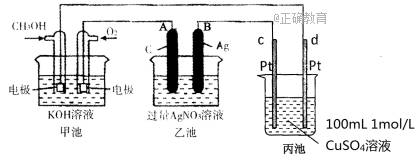 @正确教育
CH₃OH O₂ A B c d
C Ag Pt Pt
电极 电极
KOH溶液 过量AgNO₃溶液
甲池 乙池 丙池
100mL 1mol/L
CuSO₄溶液